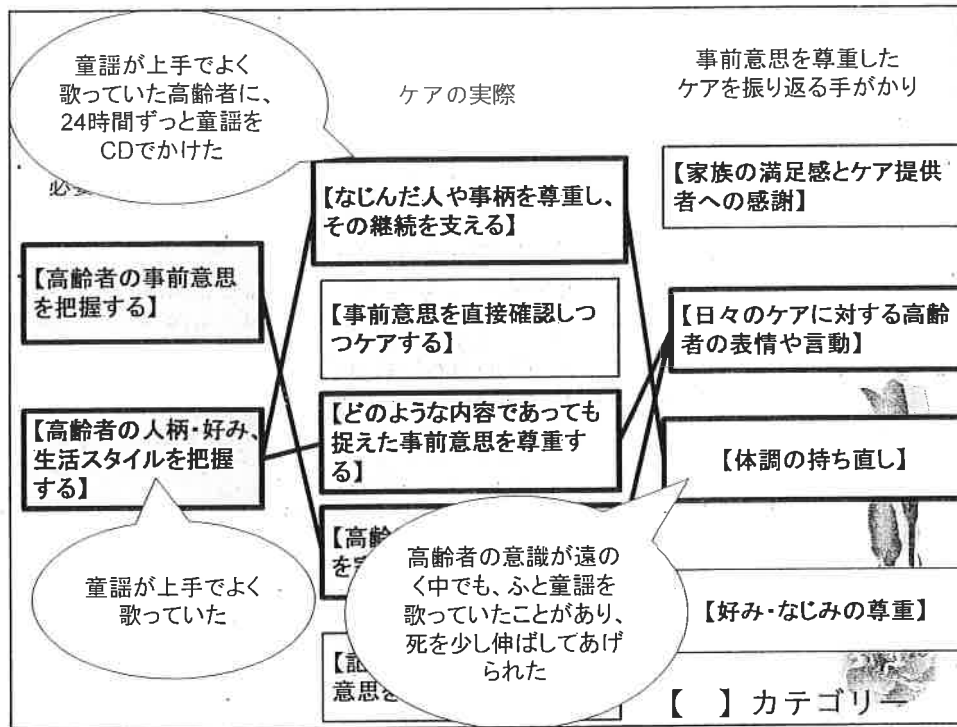 童謡が上手でよく
歌っていた高齢者に、
24時間ずっと童謡を
CDでかけた
必要
【高齢者の事前意思
を把握する】
【高齢者の人柄・好み、
生活スタイルを把握
する】
童謡が上手でよく
歌っていた
ケアの実際
【なじんだ人や事柄を尊重し、
その継続を支える】
【事前意思を直接確認しつ
つケアする】
【どのような内容であっても
捉えた事前意思を尊重す
る】
【高齢
を
高齢者の意識が遠の
く中でも、ふと童謡を
歌っていたことがあり、
死を少し伸ばしてあげ
られた
意思を
事前意思を尊重した
ケアを振り返る手がかり
【家族の満足感とケア提供
者への感謝】
【日々のケアに対する高齢
者の表情や言動】
【体調の持ち直し】
【好み・なじみの尊重】
【　】カテゴリー